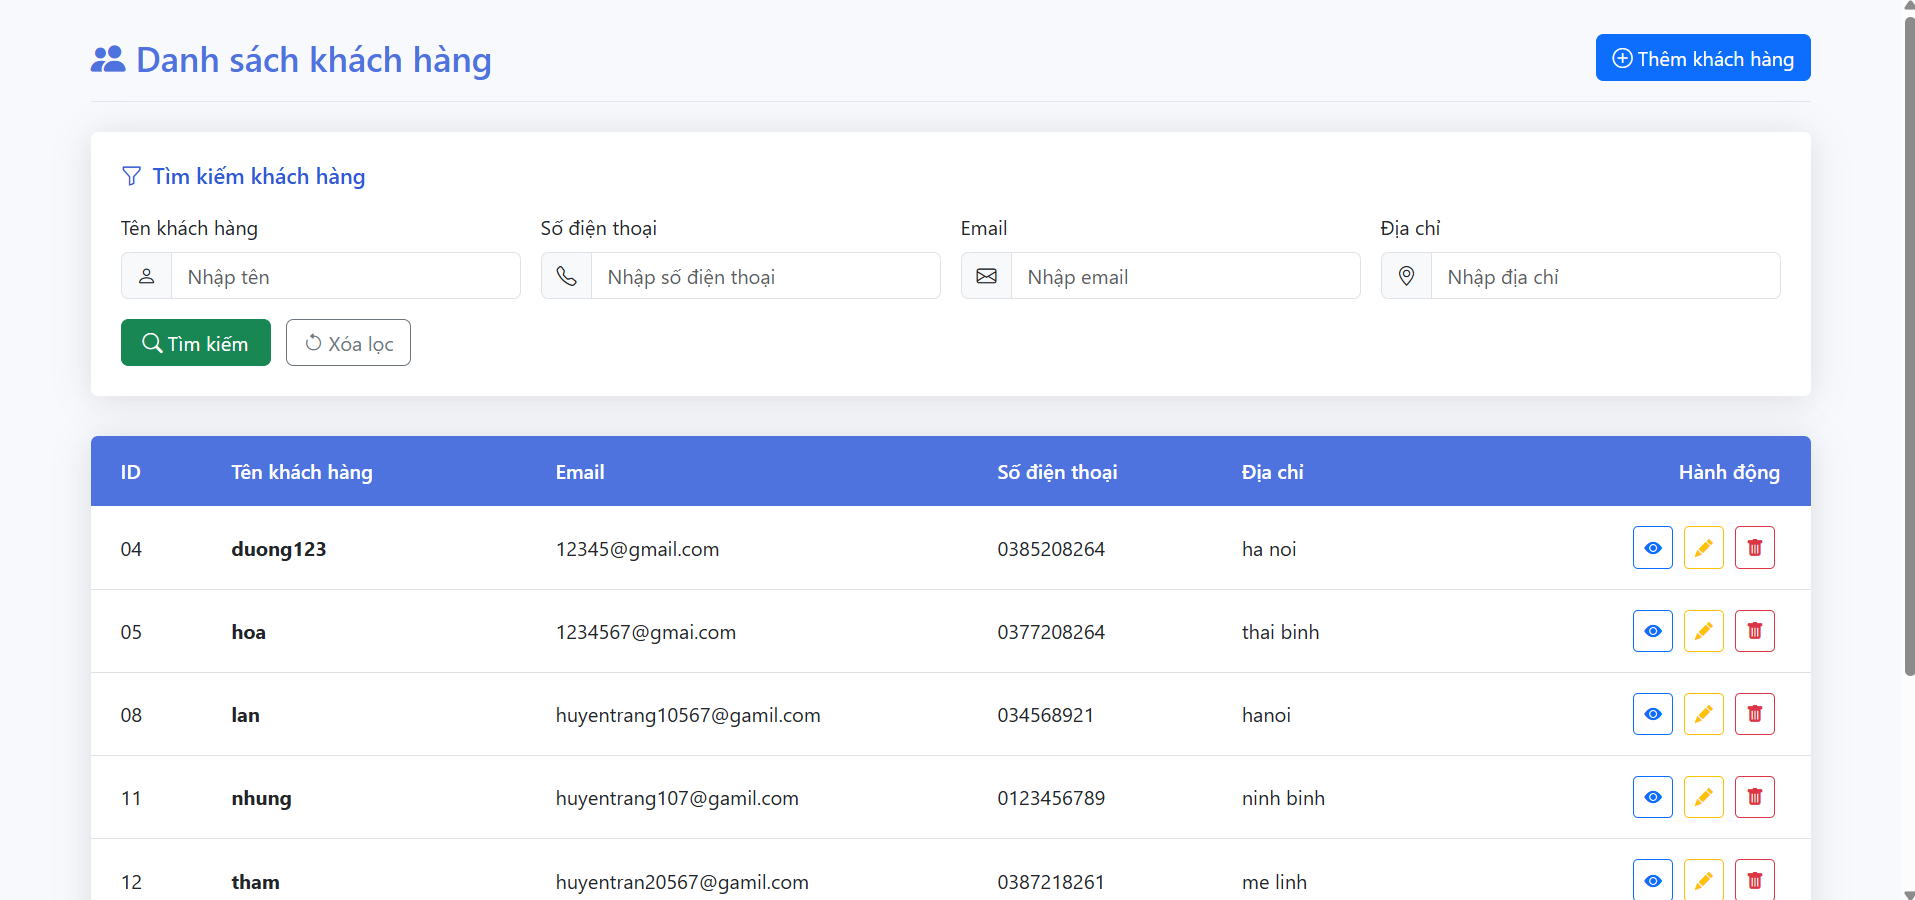 Danh sách khách hàng
Thêm khách hàng
Tìm kiếm khách hàng
Tên khách hàng Số điện thoại Email Địa chỉ
Nhập tên Nhập số điện thoại Nhập email Nhập địa chỉ
Tìm kiếm Xóa lọc
ID Tên khách hàng Email Số điện thoại Địa chỉ Hành động
04 duong123 12345@gmail.com 0385208264 ha noi
05 hoa 1234567@gmai.com 0377208264 thai binh
08 lan huyentrang10567@gamil.com 034568921 hanoi
11 nhung huyentrang107@gamil.com 0123456789 ninh binh
12 tham huyentran20567@gamil.com 0387218261 me linh